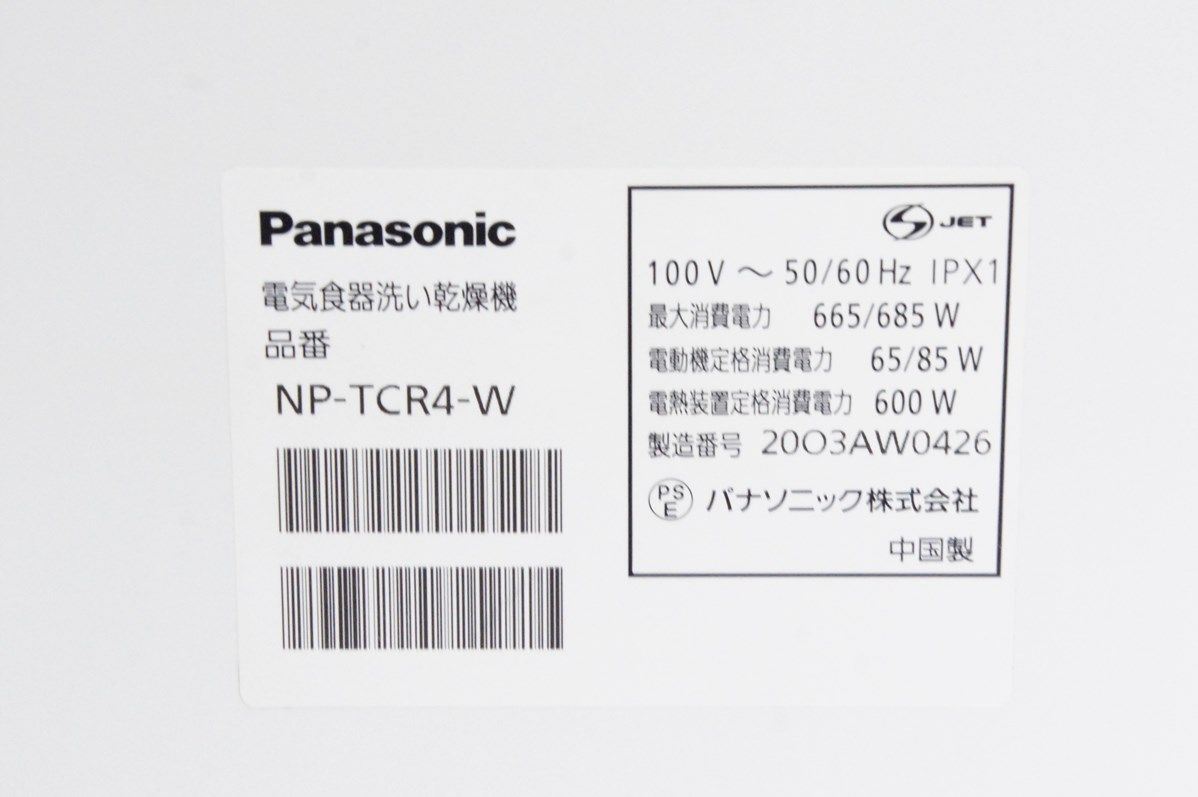 Panasonic
電気食器洗い乾燥機
品番
NP-TCR4-W
JET
100V ～ 50/60Hz IPX1
最大消費電力 665/685W
電動機定格消費電力 65/85W
電熱装置定格消費電力 600W
製造番号 20O3AW0426
PSE パナソニック株式会社
中国製